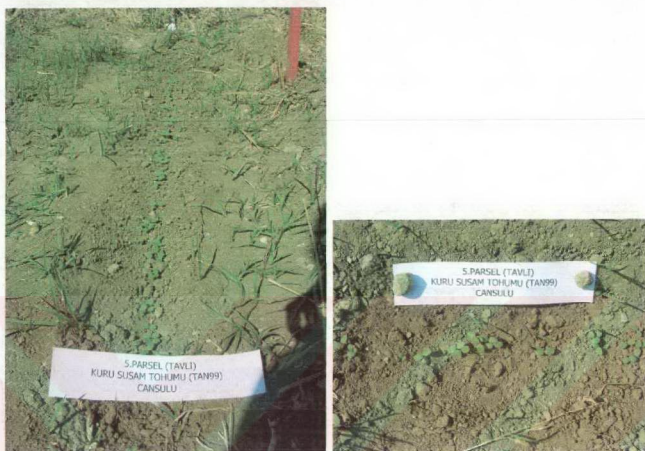 5.PARSEL (TAVLI)
KURU SUSAM TOHUMU (TAN99)
CANSULU
5.PARSEL (TAVLI)
KURU SUSAM TOHUMU (TAN99)
CANSULU